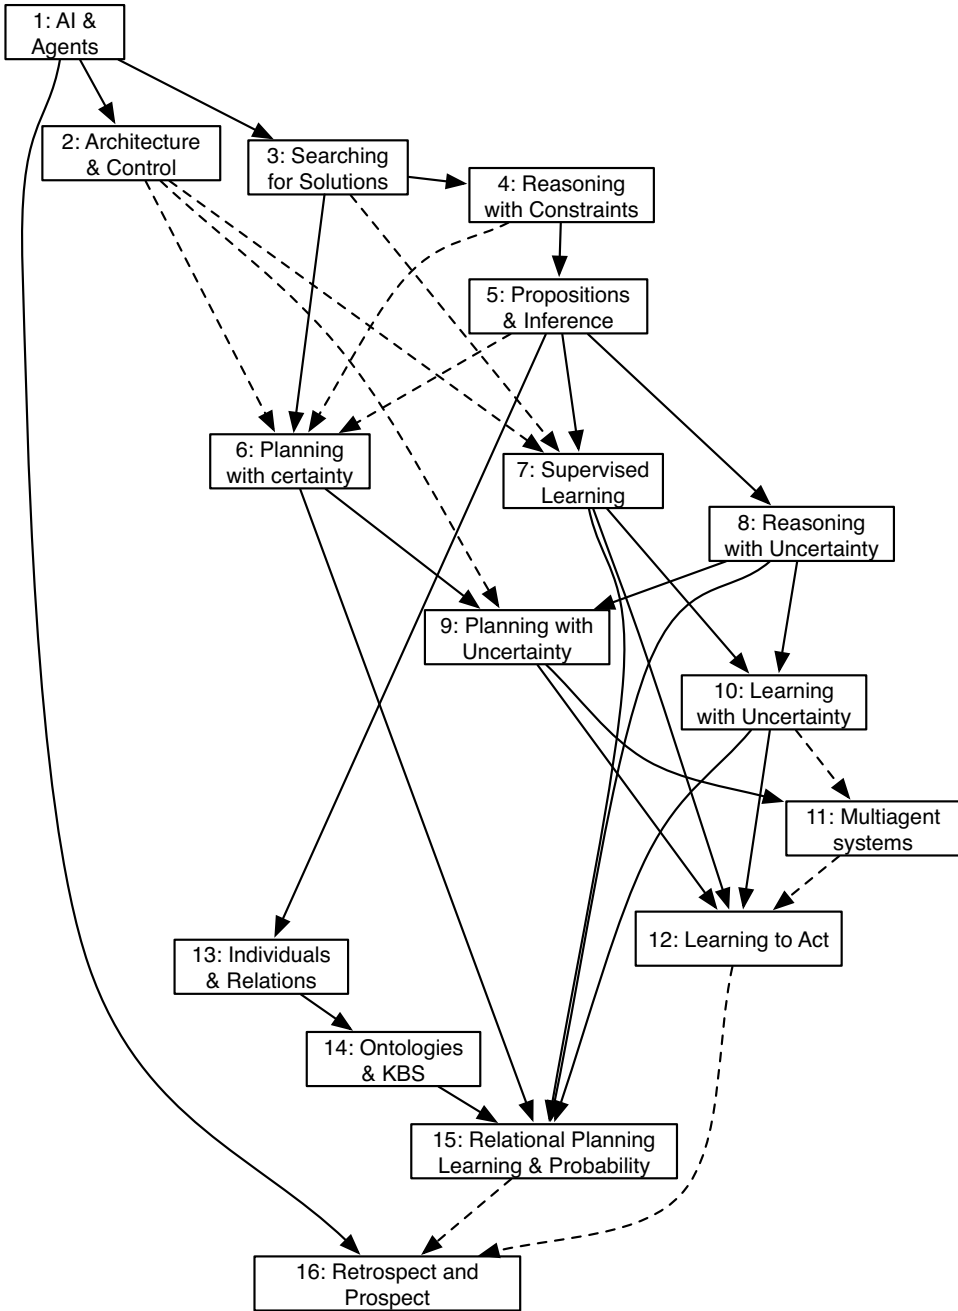 1: AI &
Agents
2: Architecture
& Control
3: Searching
for Solutions
4: Reasoning
with Constraints
5: Propositions
& Inference
6: Planning
with certainty
7: Supervised
Learning
8: Reasoning
with Uncertainty
9: Planning with
Uncertainty
10: Learning
with Uncertainty
11: Multiagent
systems
12: Learning to Act
13: Individuals
& Relations
14: Ontologies
& KBS
15: Relational Planning
Learning & Probability
16: Retrospect and
Prospect